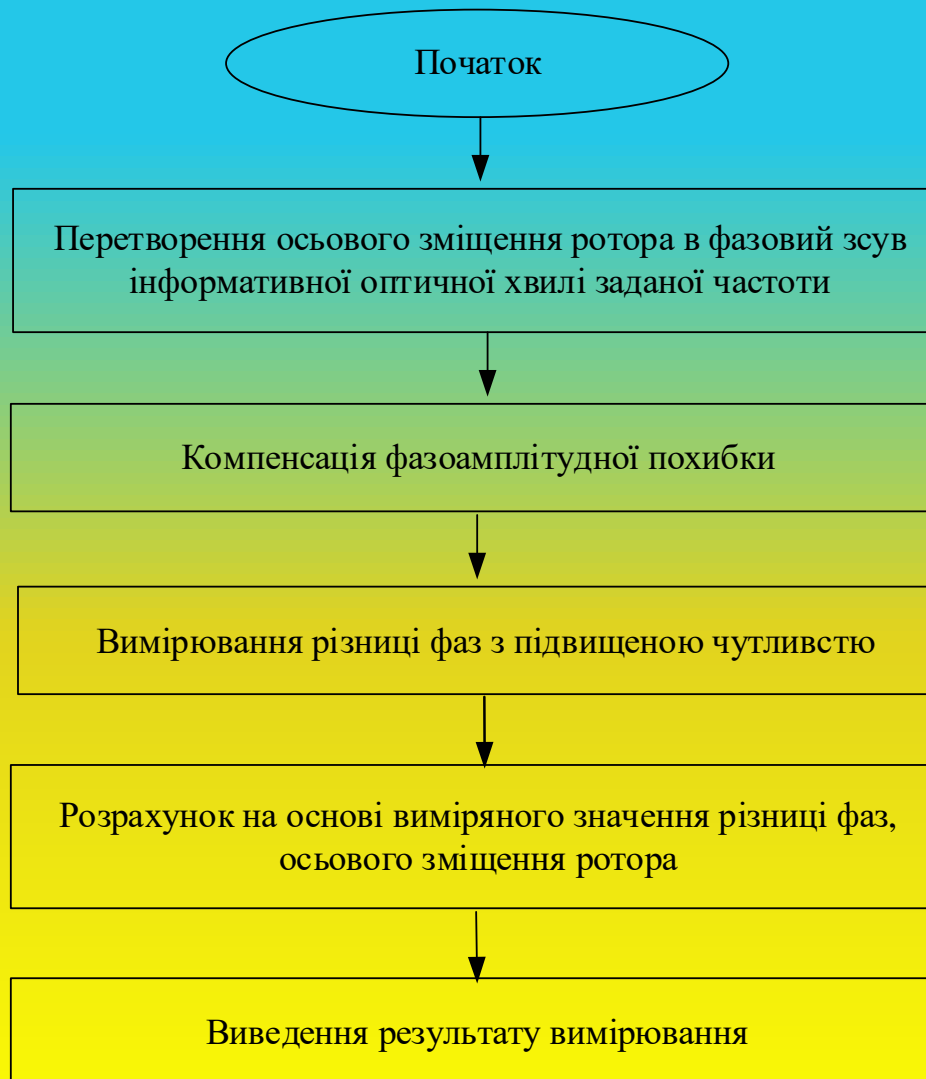 Початок
Перетворення осьового зміщення ротора в фазовий зсув
інформативної оптичної хвилі заданої частоти
Компенсація фазоамплітудної похибки
Вимірювання різниці фаз з підвищеною чутливстю
Розрахунок на основі виміряного значення різниці фаз,
осьового зміщення ротора
Виведення результату вимірювання